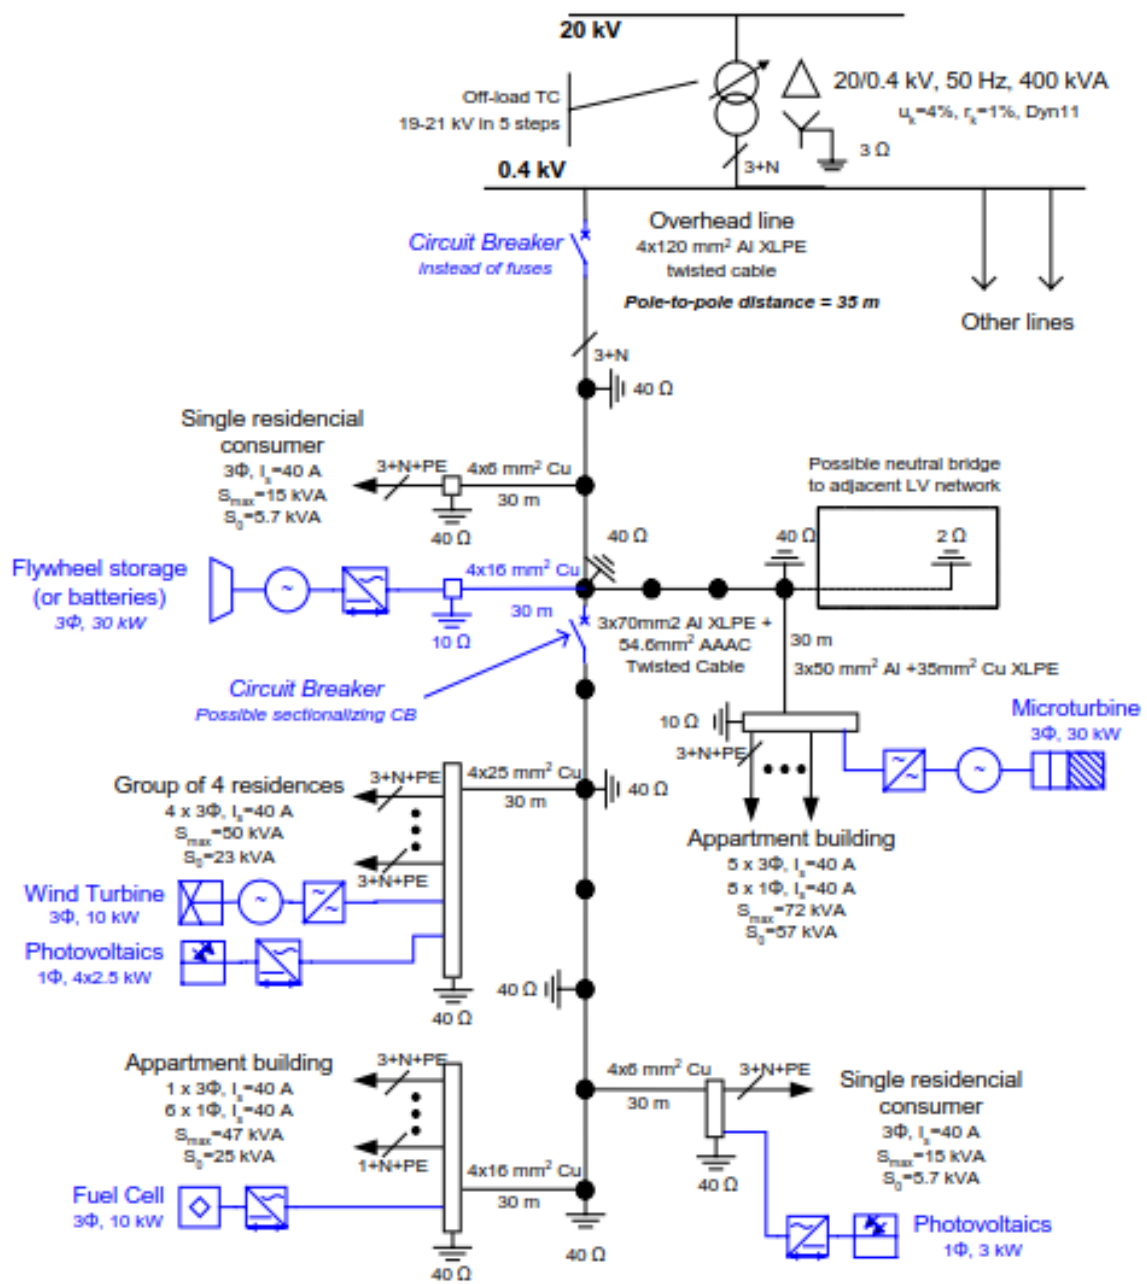 20 kV
Off-load TC
19-21 kV in 5 steps
20/0.4 kV, 50 Hz, 400 kVA
uk=4%, rk=1%, Dyn11
3 Ω
3+N
0.4 kV
Circuit Breaker
instead of fuses
Overhead line
4x120 mm² Al XLPE
twisted cable
Pole-to-pole distance = 35 m
Other lines
3+N
40 Ω
Single residencial
consumer
3Φ, Is=40 A
Smax=15 kVA
S0=5.7 kVA
3+N+PE
4x6 mm² Cu
30 m
40 Ω
Possible neutral bridge
to adjacent LV network
40 Ω
40 Ω
2 Ω
Flywheel storage
(or batteries)
3Φ, 30 kW
4x16 mm² Cu
30 m
10 Ω
3x70mm2 Al XLPE +
54.6mm² AAAC
Twisted Cable
30 m
3x50 mm² Al +35mm² Cu XLPE
Circuit Breaker
Possible sectionalizing CB
10 Ω
3+N+PE
Microturbine
3Φ, 30 kW
Appartment building
5 x 3Φ, Is=40 A
8 x 1Φ, Is=40 A
Smax=72 kVA
S0=57 kVA
Group of 4 residences
4 x 3Φ, Is=40 A
Smax=50 kVA
S0=23 kVA
3+N+PE
3+N+PE
4x25 mm² Cu
30 m
40 Ω
Wind Turbine
3Φ, 10 kW
Photovoltaics
1Φ, 4x2.5 kW
40 Ω
40 Ω
Appartment building
1 x 3Φ, Is=40 A
6 x 1Φ, Is=40 A
Smax=47 kVA
S0=25 kVA
3+N+PE
1+N+PE
4x16 mm² Cu
30 m
Fuel Cell
3Φ, 10 kW
40 Ω
40 Ω
4x6 mm² Cu
30 m
3+N+PE
40 Ω
Single residencial
consumer
3Φ, Is=40 A
Smax=15 kVA
S0=5.7 kVA
Photovoltaics
1Φ, 3 kW